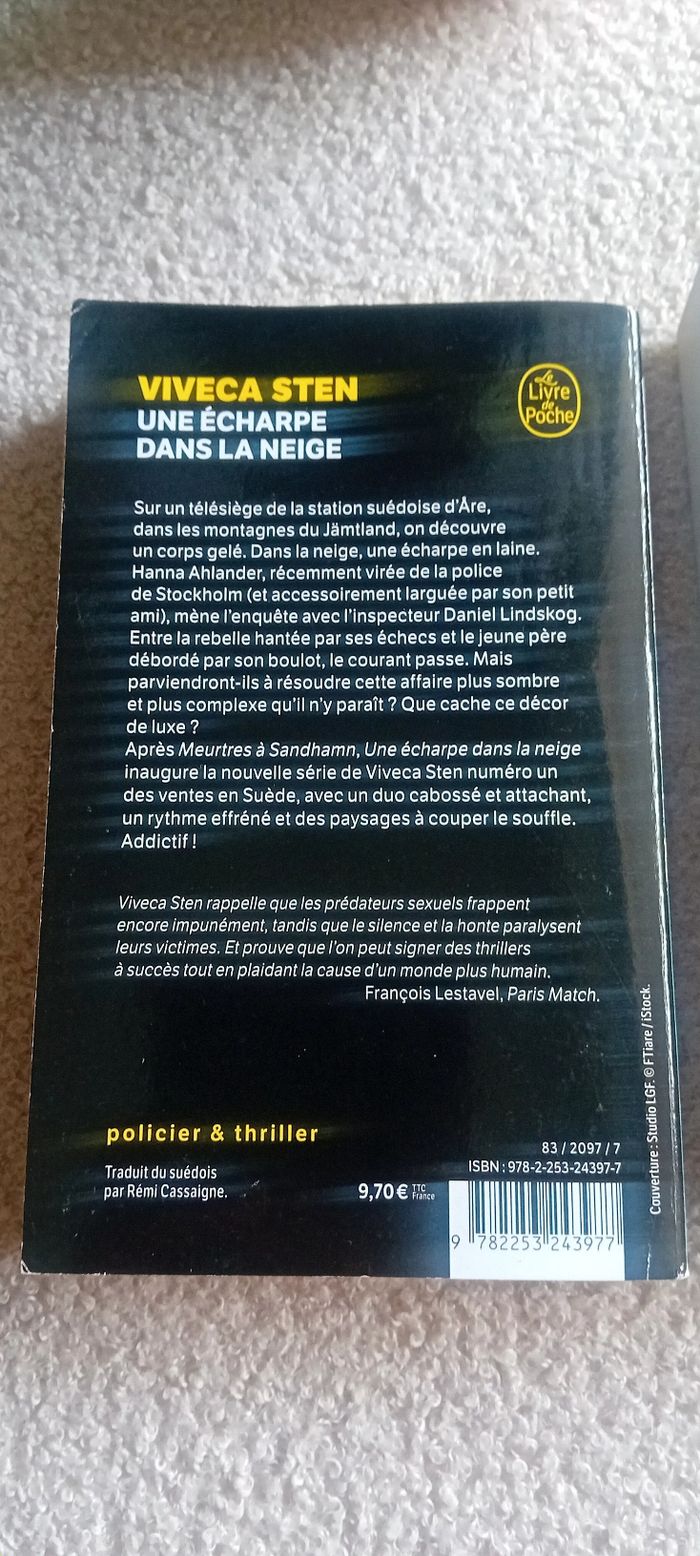 VIVECA STEN
UNE ÉCHARPE
DANS LA NEIGE
Le
Livre
de
Poche
Sur un télésiège de la station suédoise d'Åre,
dans les montagnes du Jämtland, on découvre
un corps gelé. Dans la neige, une écharpe en laine.
Hanna Ahlander, récemment virée de la police
de Stockholm (et accessoirement larguée par son petit
ami), mène l'enquête avec l'inspecteur Daniel Lindskog.
Entre la rebelle hantée par ses échecs et le jeune père
débordé par son boulot, le courant passe. Mais
parviendront-ils à résoudre cette affaire plus sombre
et plus complexe qu'il n'y paraît ? Que cache ce décor
de luxe ?
Après Meurtres à Sandhamn, Une écharpe dans la neige
inaugure la nouvelle série de Viveca Sten numéro un
des ventes en Suède, avec un duo cabossé et attachant,
un rythme effréné et des paysages à couper le souffle.
Addictif !
Viveca Sten rappelle que les prédateurs sexuels frappent
encore impunément, tandis que le silence et la honte paralysent
leurs victimes. Et prouve que l'on peut signer des thrillers
à succès tout en plaidant la cause d'un monde plus humain.
François Lestavel, Paris Match.
policier & thriller
Traduit du suédois
par Rémi Cassaigne.
9,70 € TTC
France
83 / 2097 / 7
ISBN : 978-2-253-24397-7
9 782253 243977
Couverture : Studio LGF. © FTiare / iStock.